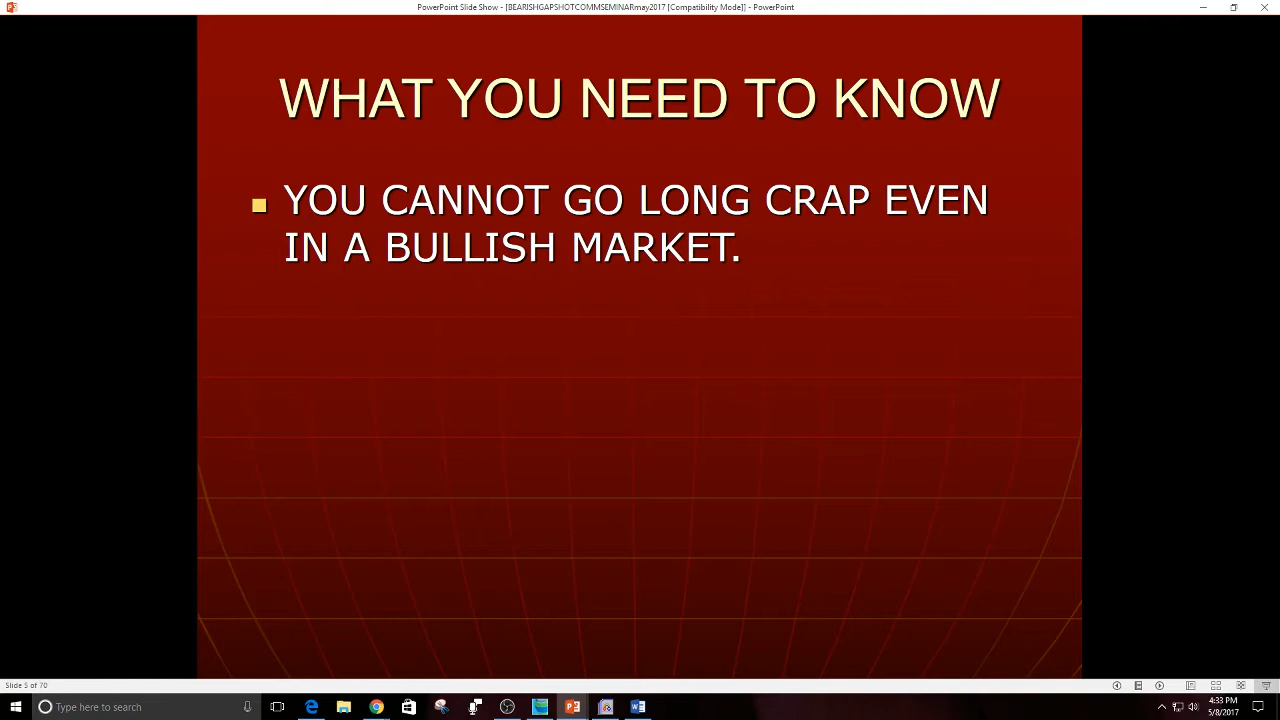 PowerPoint Slide Show - [BEARISHGAPSHOTCOMMSEMINARmay2017 [Compatibility Mode]] - PowerPoint
WHAT YOU NEED TO KNOW
YOU CANNOT GO LONG CRAP EVEN
IN A BULLISH MARKET.
Slide 5 of 70
Type here to search
4:33 PM
5/8/2017